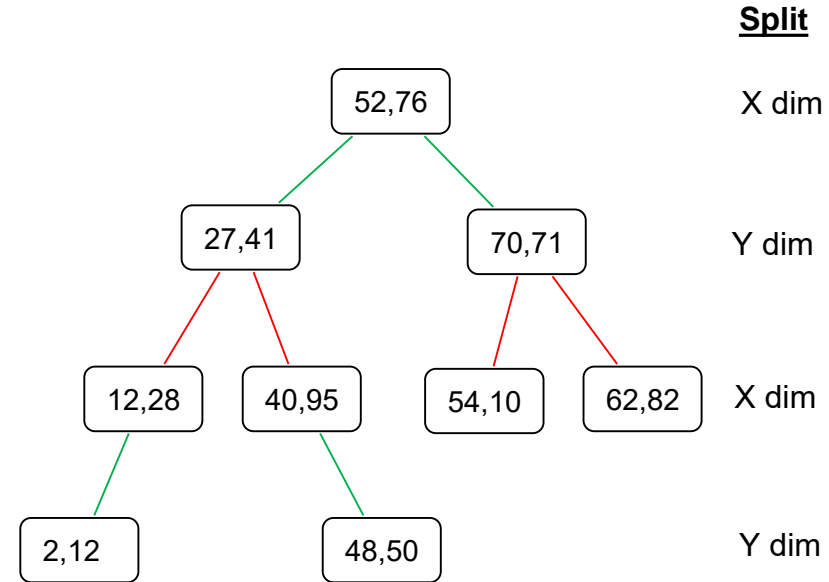 Split
52,76
X dim
27,41
70,71
Y dim
12,28
40,95
54,10
62,82
X dim
2,12
48,50
Y dim